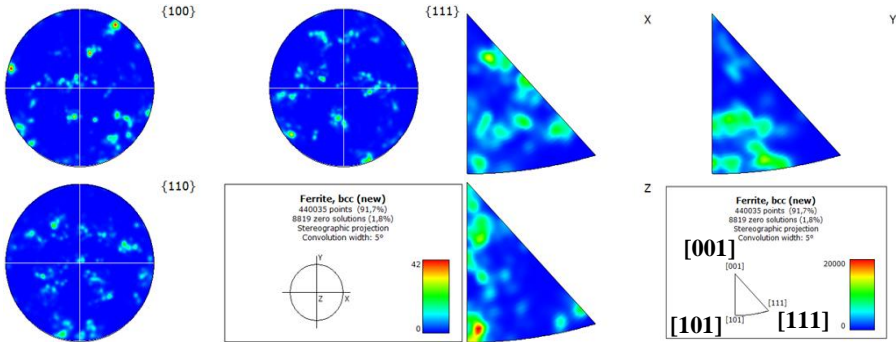 {100}
{111}
X
Y
{110}
Ferrite, bcc (new)
440035 points (91,7%)
8819 zero solutions (1,8%)
Stereographic projection
Convolution width: 5º
Y
Z
X
42
0
Z
Ferrite, bcc (new)
440035 points (91,7%)
8819 zero solutions (1,8%)
Stereographic projection
Convolution width: 5º
[001]
[001]
[111]
[101]
[101]
[111]
20000
0